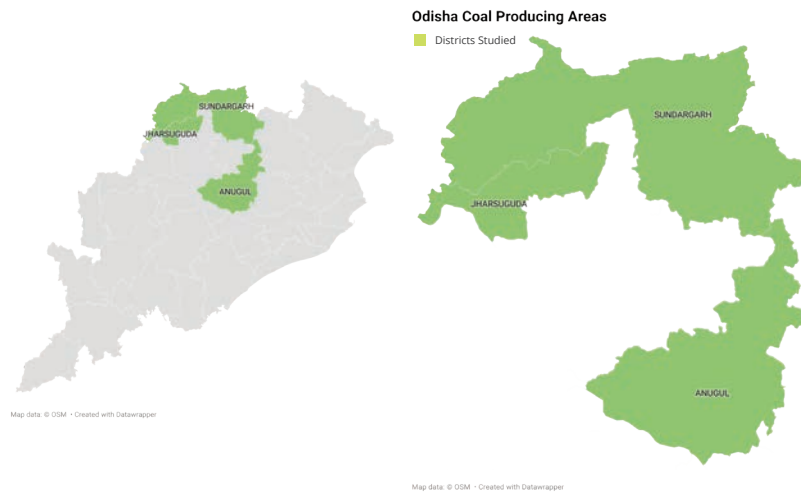 SUNDARGARH
JHARSUGUDA
ANUGUL
Map data: © OSM • Created with Datawrapper
Odisha Coal Producing Areas
Districts Studied
SUNDARGARH
JHARSUGUDA
ANUGUL
Map data: © OSM • Created with Datawrapper